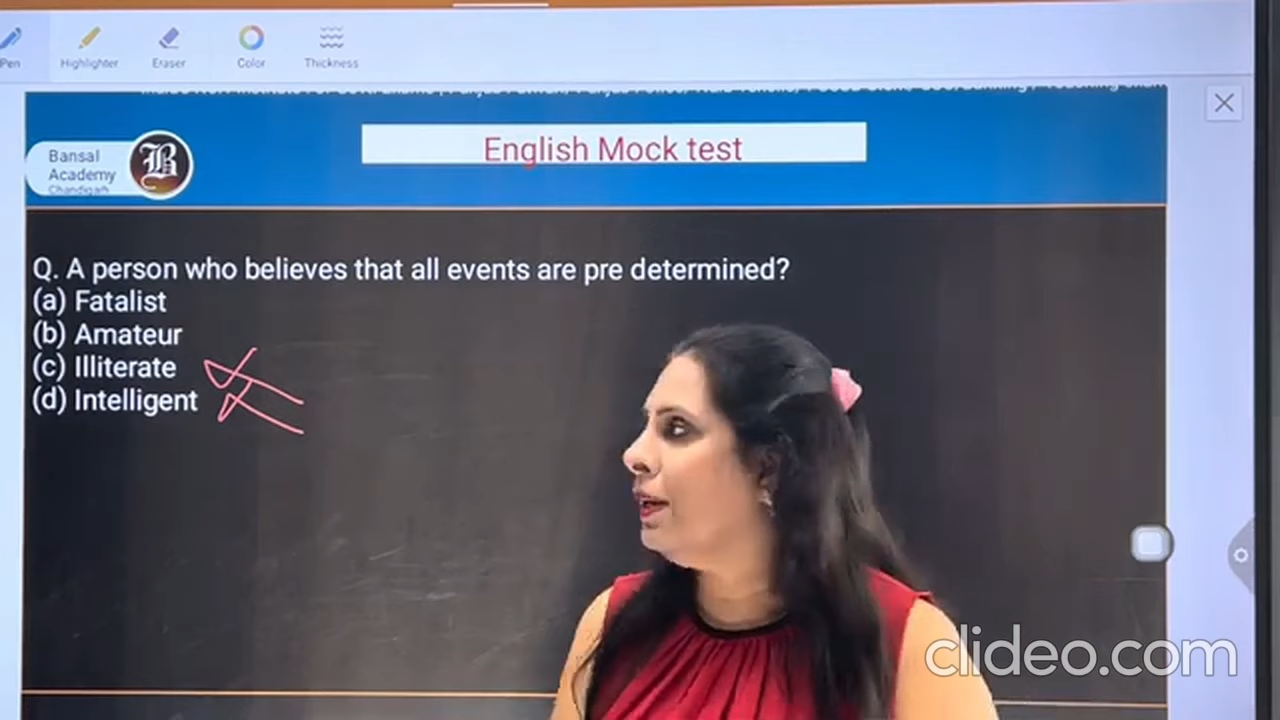 Pen Highlighter Eraser Color Thickness
Bansal
Academy
Chandigarh
B
English Mock test
Q. A person who believes that all events are pre determined?
(a) Fatalist
(b) Amateur
(c) Illiterate
(d) Intelligent
clideo.com